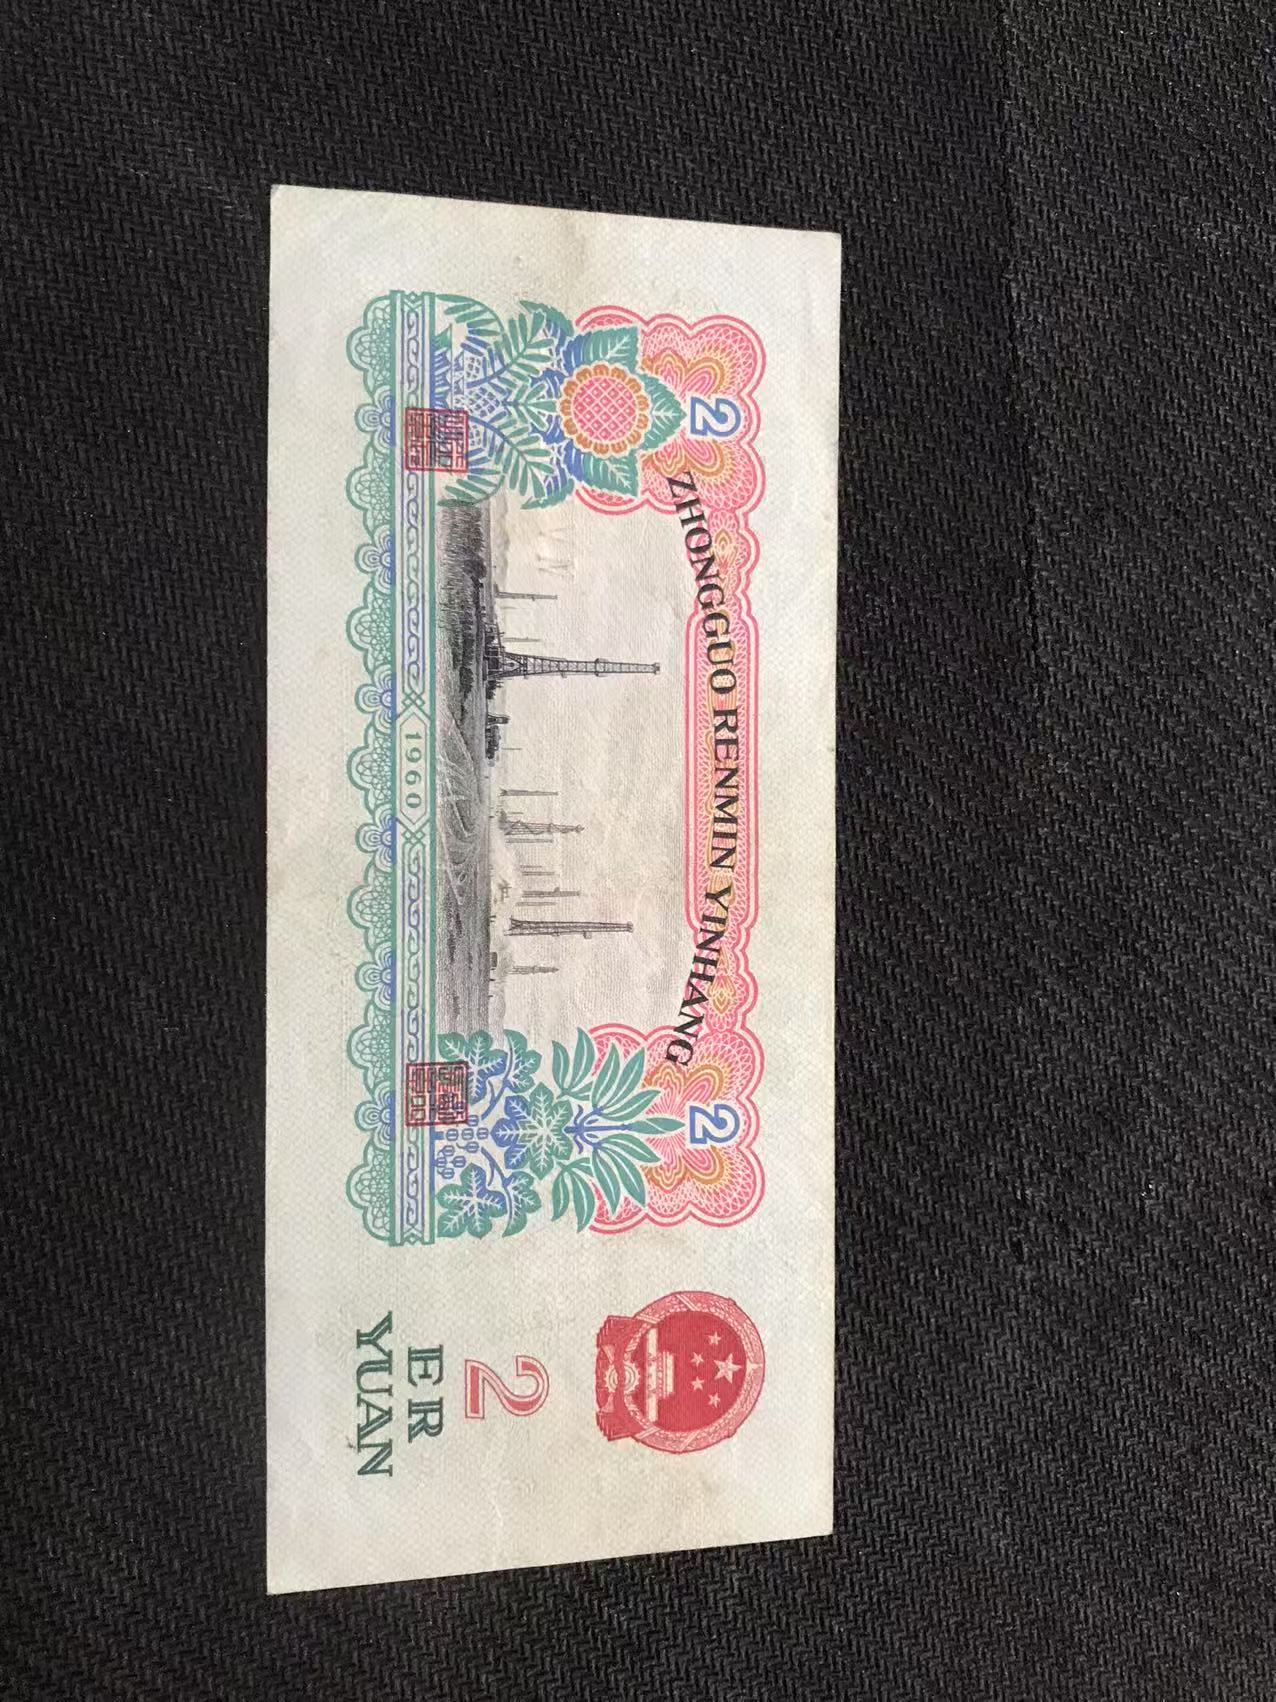 ZHONGGUO RENMIN YINHANG
2
2
1960
2
ER
YUAN